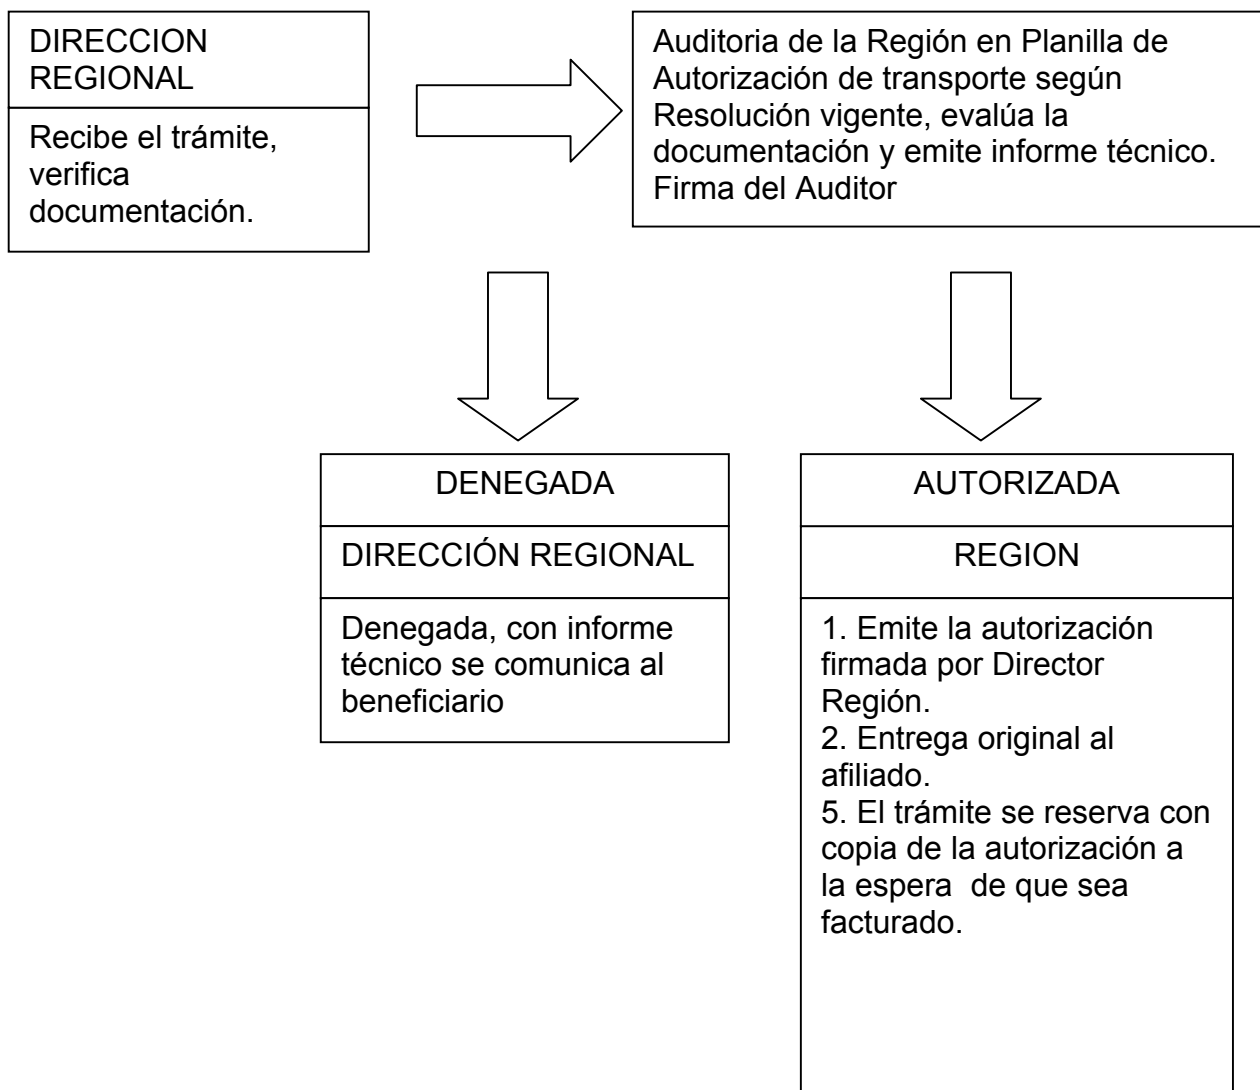 DIRECCION
REGIONAL
Recibe el trámite,
verifica
documentación.
Auditoria de la Región en Planilla de
Autorización de transporte según
Resolución vigente, evalúa la
documentación y emite informe técnico.
Firma del Auditor
DENEGADA
DIRECCIÓN REGIONAL
Denegada, con informe
técnico se comunica al
beneficiario
AUTORIZADA
REGION
1. Emite la autorización
firmada por Director
Región.
2. Entrega original al
afiliado.
5. El trámite se reserva con
copia de la autorización a
la espera  de que sea
facturado.